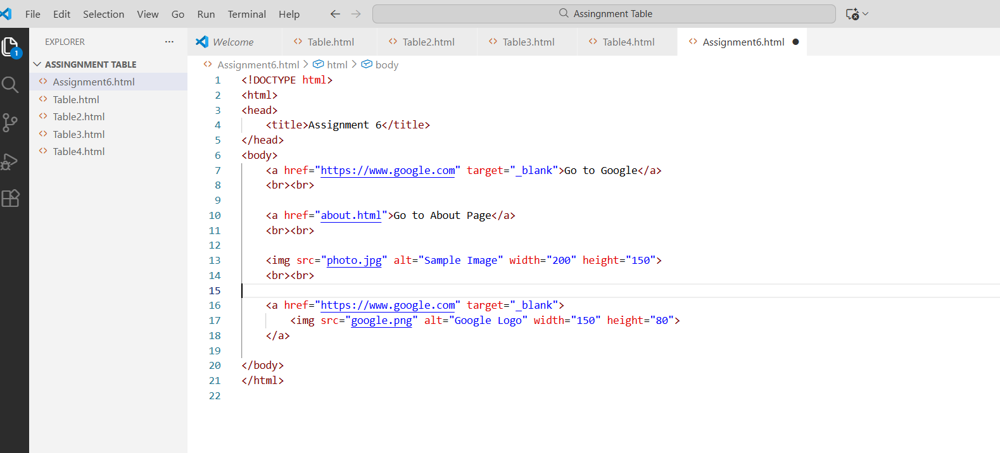 File Edit Selection View Go Run Terminal Help
Assingnment Table
EXPLORER ...
1
ASSINGNMENT TABLE
Assignment6.html
Table.html
Table2.html
Table3.html
Table4.html
Welcome Table.html Table2.html Table3.html Table4.html Assignment6.html
Assignment6.html > html > body
1 <!DOCTYPE html>
2 <html>
3 <head>
4 <title>Assignment 6</title>
5 </head>
6 <body>
7 <a href="https://www.google.com" target="_blank">Go to Google</a>
8 <br><br>
9
10 <a href="about.html">Go to About Page</a>
11 <br><br>
12
13 <img src="photo.jpg" alt="Sample Image" width="200" height="150">
14 <br><br>
15
16 <a href="https://www.google.com" target="_blank">
17 <img src="google.png" alt="Google Logo" width="150" height="80">
18 </a>
19
20 </body>
21 </html>
22